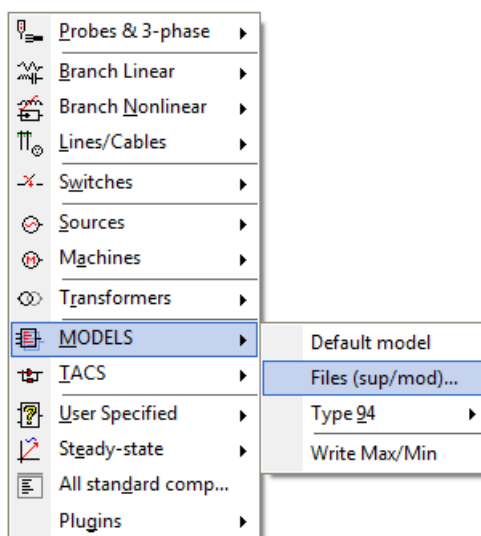 Probes & 3-phase
Branch Linear
Branch Nonlinear
Lines/Cables
Switches
Sources
Machines
Transformers
MODELS
Default model
Files (sup/mod)...
Type 94
Write Max/Min
TACS
User Specified
Steady-state
All standard comp...
Plugins